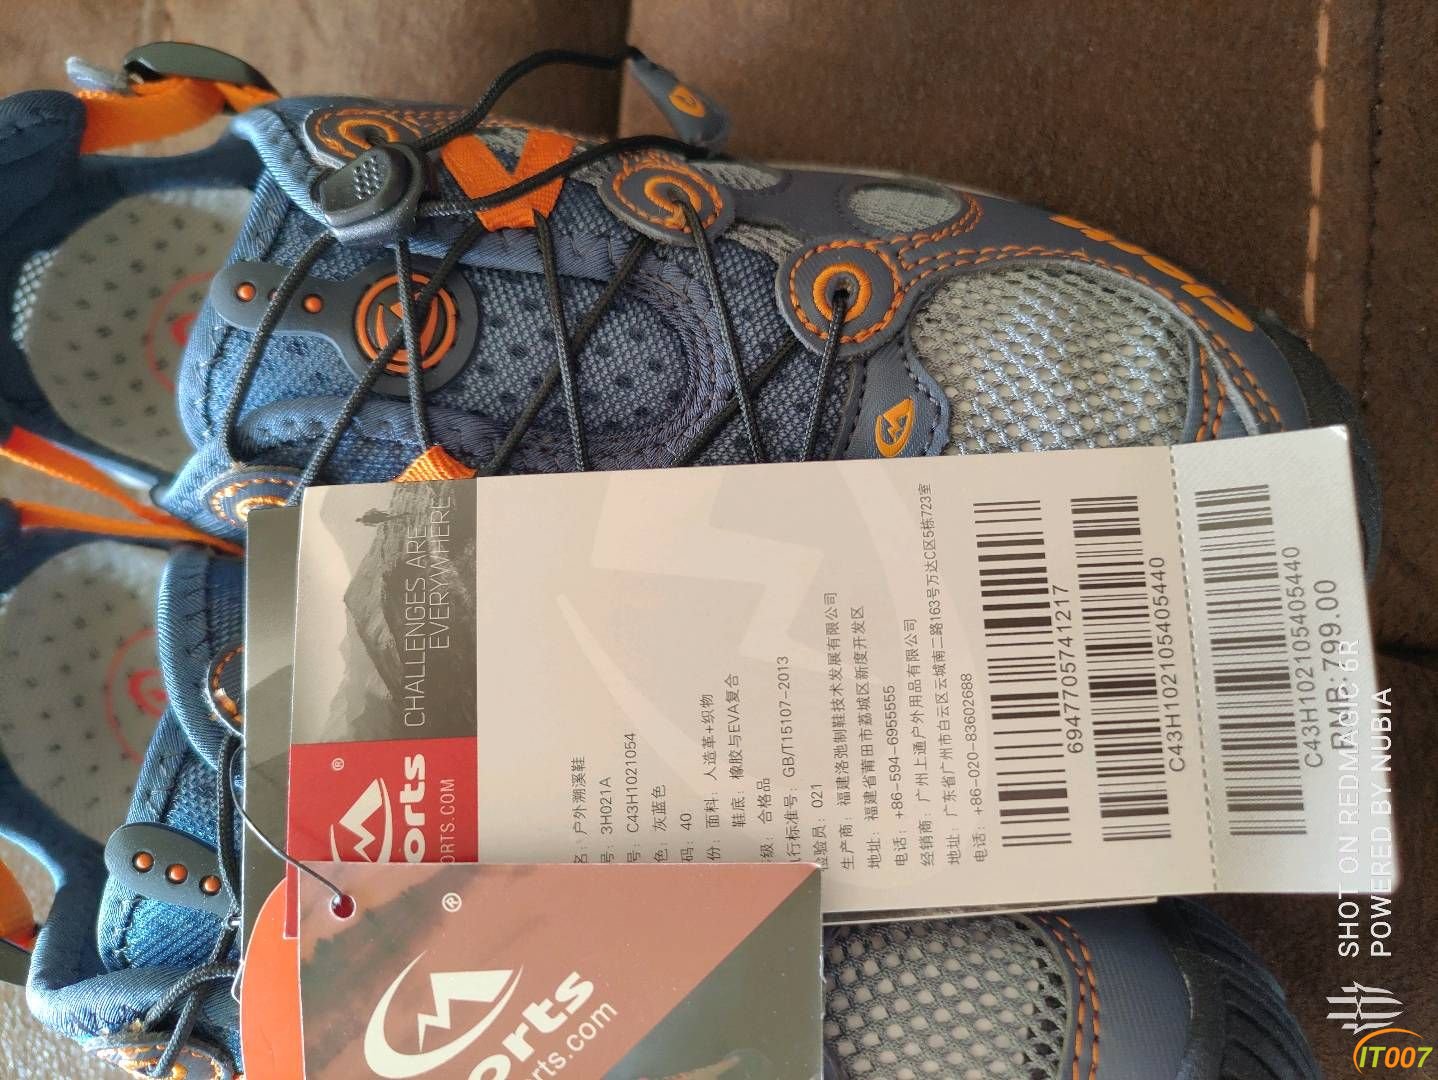 CHALLENGES ARE
EVERYWHERE
®
orts
ORTS.COM
名: 户外溯溪鞋
号: 3H021A
号: C43H1021054
色: 灰蓝色
码: 40
份: 面料: 人造革+织物
鞋底: 橡胶与EVA复合
级: 合格品
行标准号: GB/T15107-2013
检验员: 021
生产商: 福建洛弛制鞋技术发展有限公司
地址: 福建省莆田市荔城区新度开发区
电话: +86-594-6955555
经销商: 广州上通户外用品有限公司
地址: 广东省广州市白云区云城南二路163号万达C区5栋723室
电话: +86-020-83602688
6947705741217
C43H10210540​5440
C43H10210540​5440
RMB: 799.00
®
orts
orts.com
SHOT ON REDMAGIC 6R
POWERED BY NUBIA
IT007